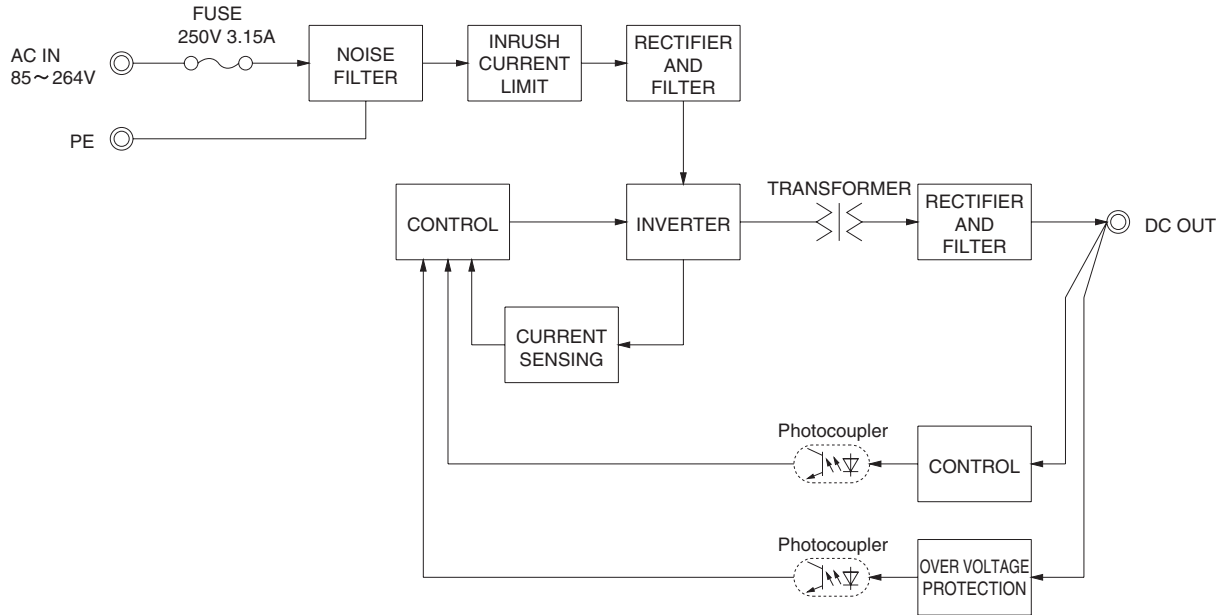 FUSE
250V 3.15A
AC IN
85～264V
NOISE
FILTER
INRUSH
CURRENT
LIMIT
RECTIFIER
AND
FILTER
PE
CONTROL
INVERTER
TRANSFORMER
RECTIFIER
AND
FILTER
DC OUT
CURRENT
SENSING
Photocoupler
CONTROL
Photocoupler
OVER VOLTAGE
PROTECTION